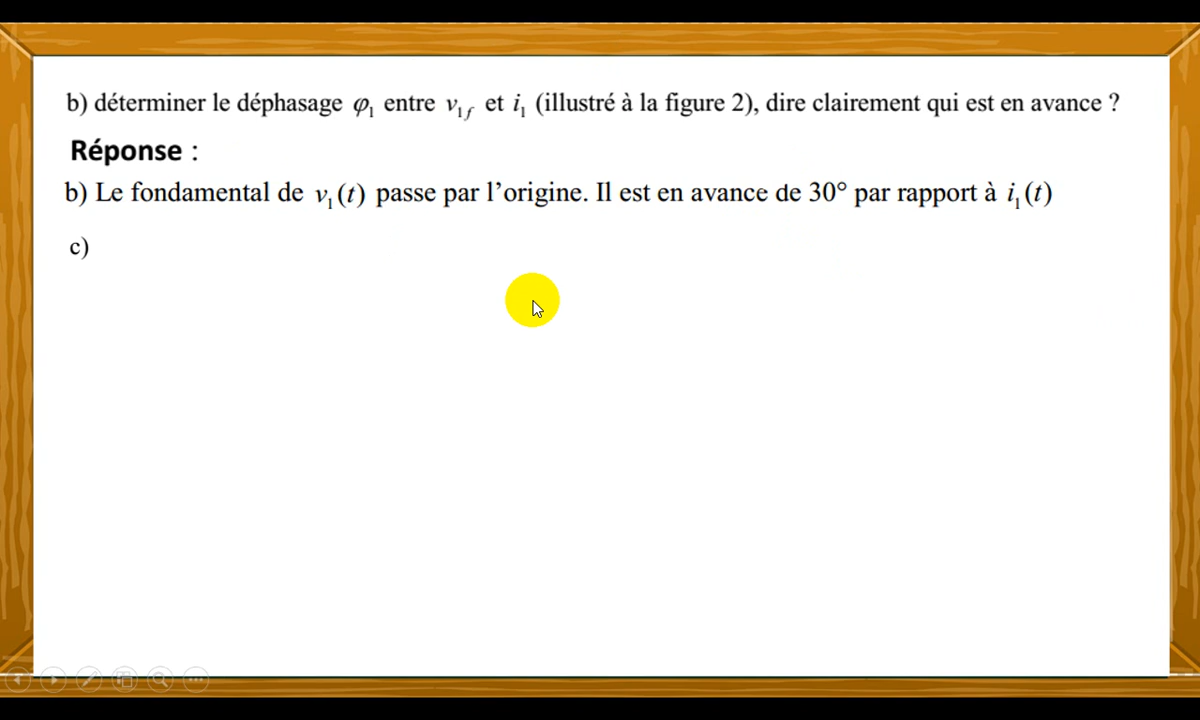 b) déterminer le déphasage φ₁ entre v₁f et i₁ (illustré à la figure 2), dire clairement qui est en avance ?
Réponse :
b) Le fondamental de v₁(t) passe par l’origine. Il est en avance de 30° par rapport à i₁(t)
c)